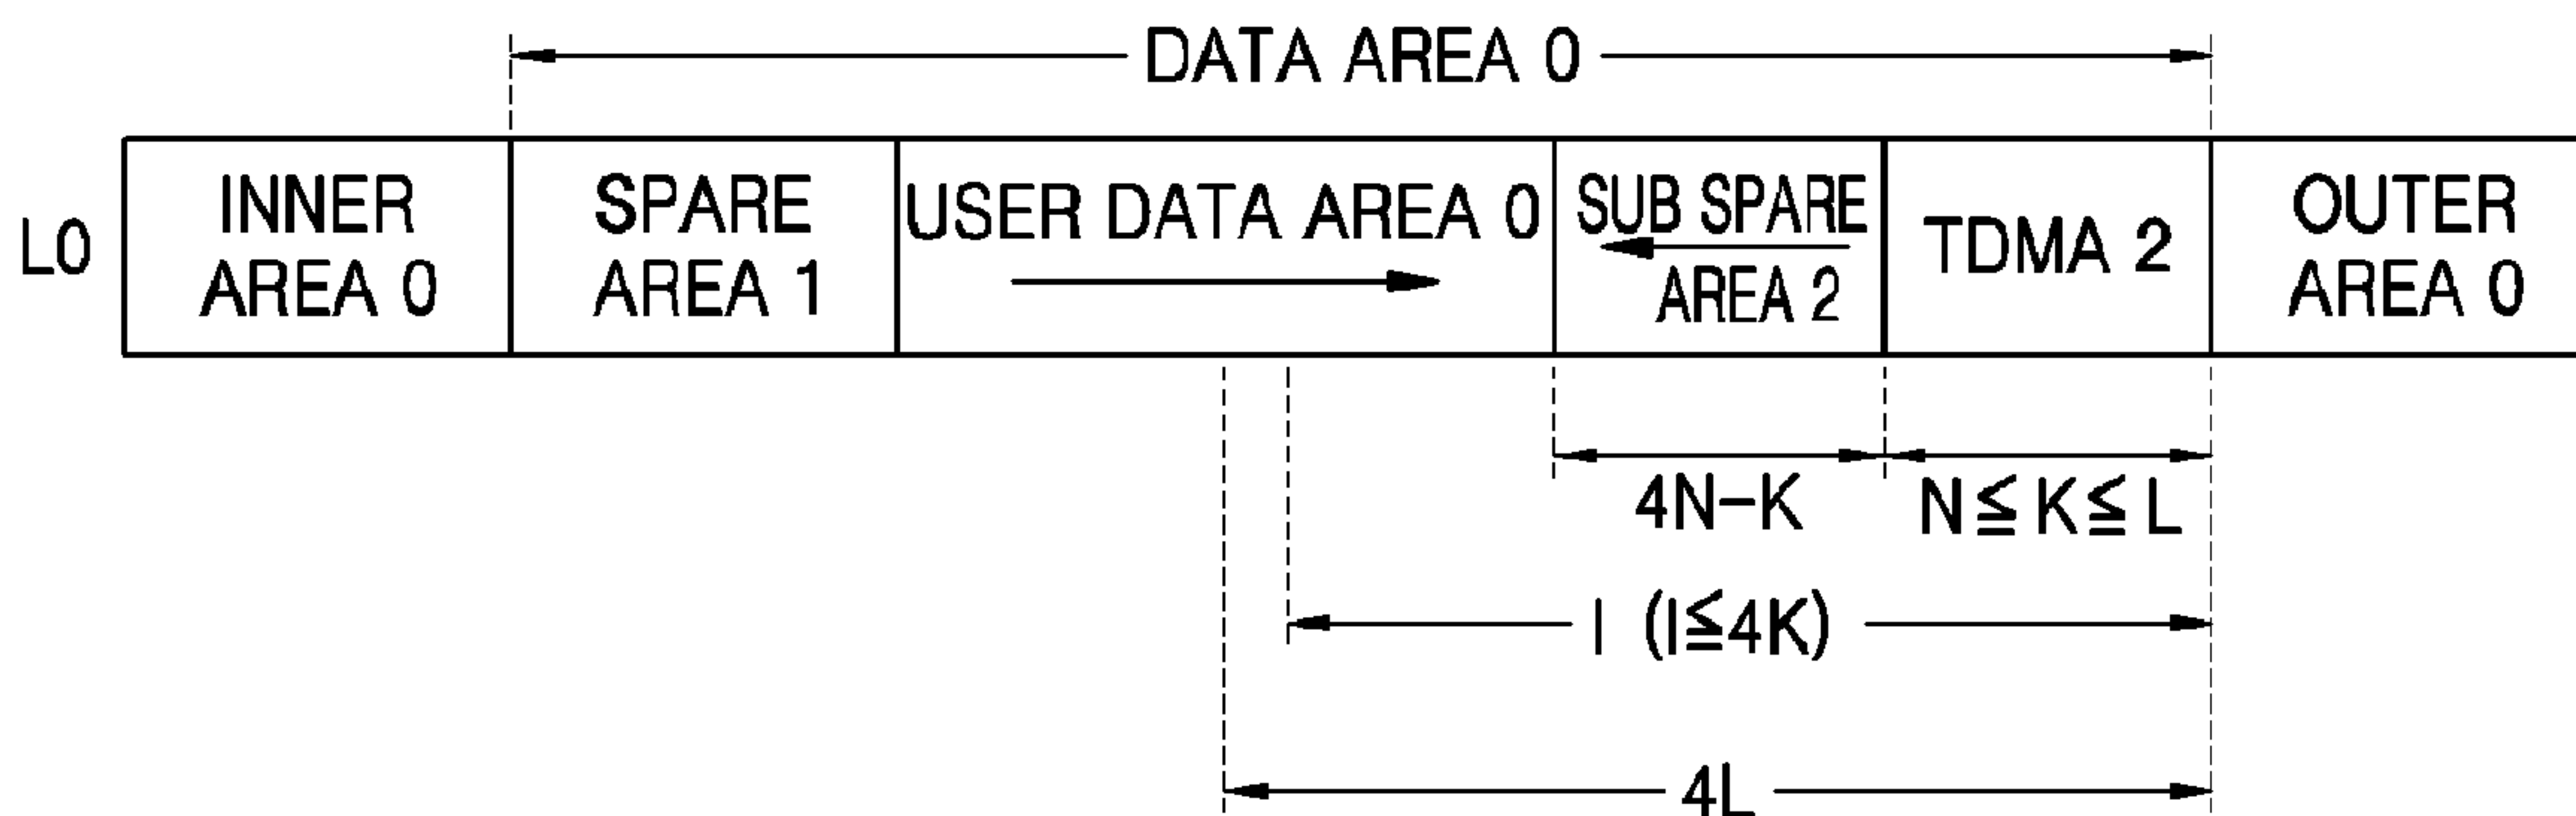 DATA AREA 0
L0
INNER
AREA 0
SPARE
AREA 1
USER DATA AREA 0
SUB SPARE
AREA 2
TDMA 2
OUTER
AREA 0
4N-K
N≦K≦L
I (I≦4K)
4L